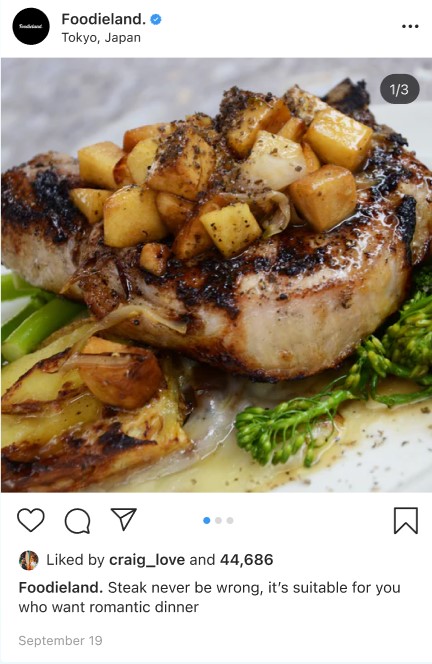 Foodieland
Foodieland.
Tokyo, Japan
1/3
Liked by craig_love and 44,686
Foodieland. Steak never be wrong, it’s suitable for you
who want romantic dinner
September 19